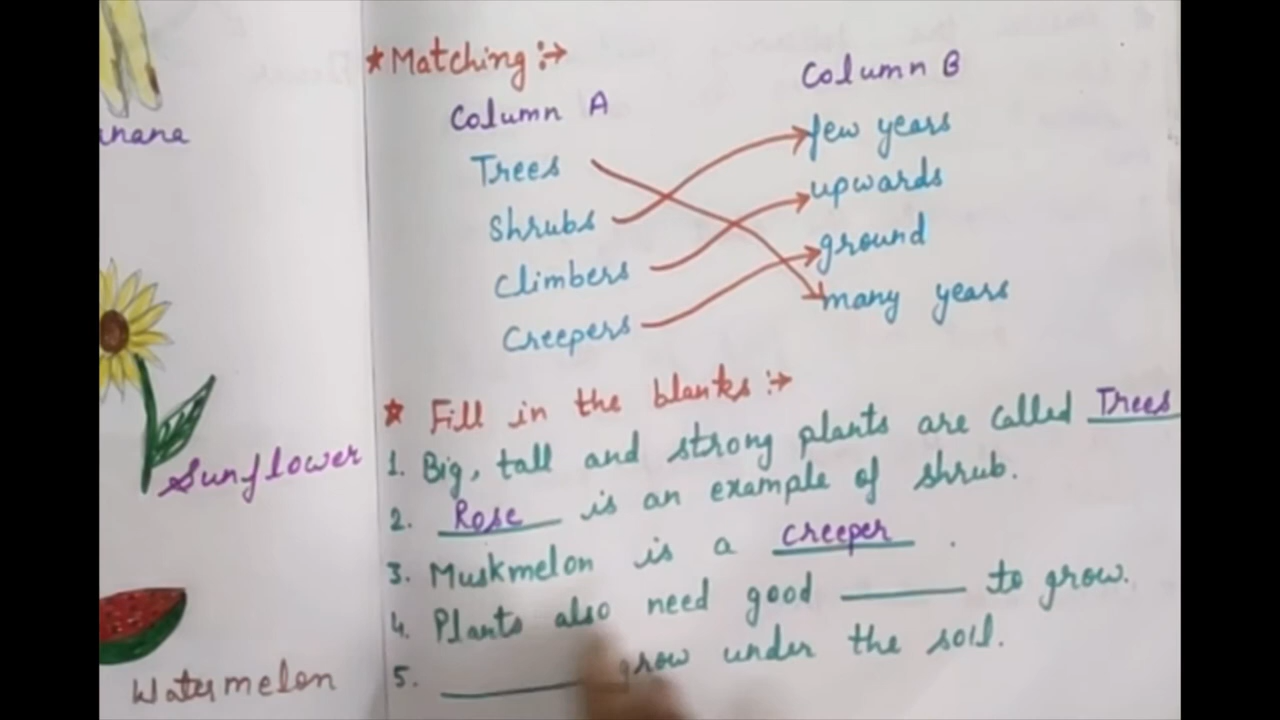 ★ Matching :→
Column A
Column B
Trees
few years
Shrubs
upwards
Climbers
ground
Creepers
many years
★ Fill in the blanks :→
1. Big, tall and strong plants are called Trees
2. Rose is an example of shrub.
3. Muskmelon is a creeper .
4. Plants also need good ______ to grow.
5. ______ grow under the soil.
Sunflower
Watermelon